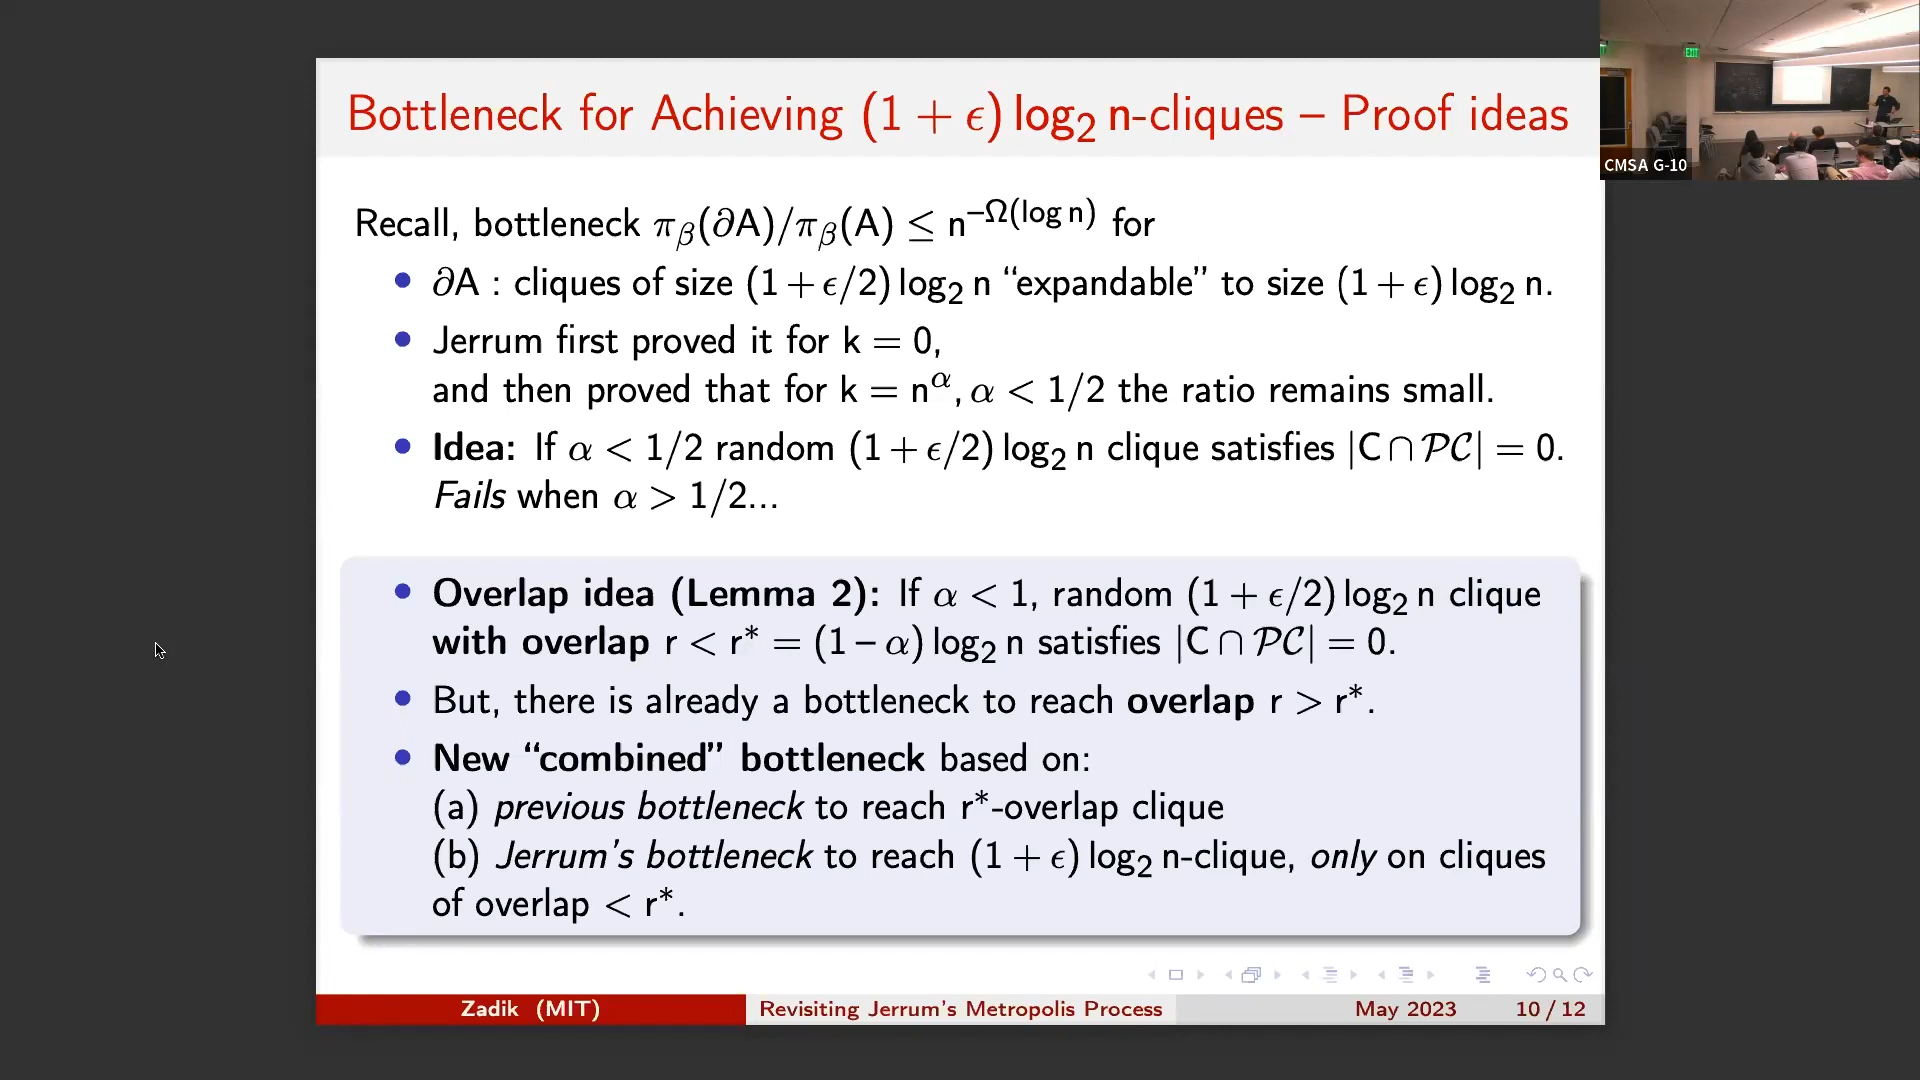 Bottleneck for Achieving (1 + ϵ) log₂ n-cliques – Proof ideas
CMSA G-10
Recall, bottleneck π_β(∂A)/π_β(A) ≤ n^{−Ω(log n)} for
• ∂A : cliques of size (1 + ϵ/2) log₂ n “expandable” to size (1 + ϵ) log₂ n.
• Jerrum first proved it for k = 0,
and then proved that for k = n^α, α < 1/2 the ratio remains small.
• Idea: If α < 1/2 random (1 + ϵ/2) log₂ n clique satisfies |C ∩ 𝒫𝒞| = 0.
Fails when α > 1/2...
• Overlap idea (Lemma 2): If α < 1, random (1 + ϵ/2) log₂ n clique
with overlap r < r* = (1 – α) log₂ n satisfies |C ∩ 𝒫𝒞| = 0.
• But, there is already a bottleneck to reach overlap r > r*.
• New “combined” bottleneck based on:
(a) previous bottleneck to reach r*-overlap clique
(b) Jerrum's bottleneck to reach (1 + ϵ) log₂ n-clique, only on cliques
of overlap < r*.
Zadik (MIT) Revisiting Jerrum's Metropolis Process May 2023 10 / 12